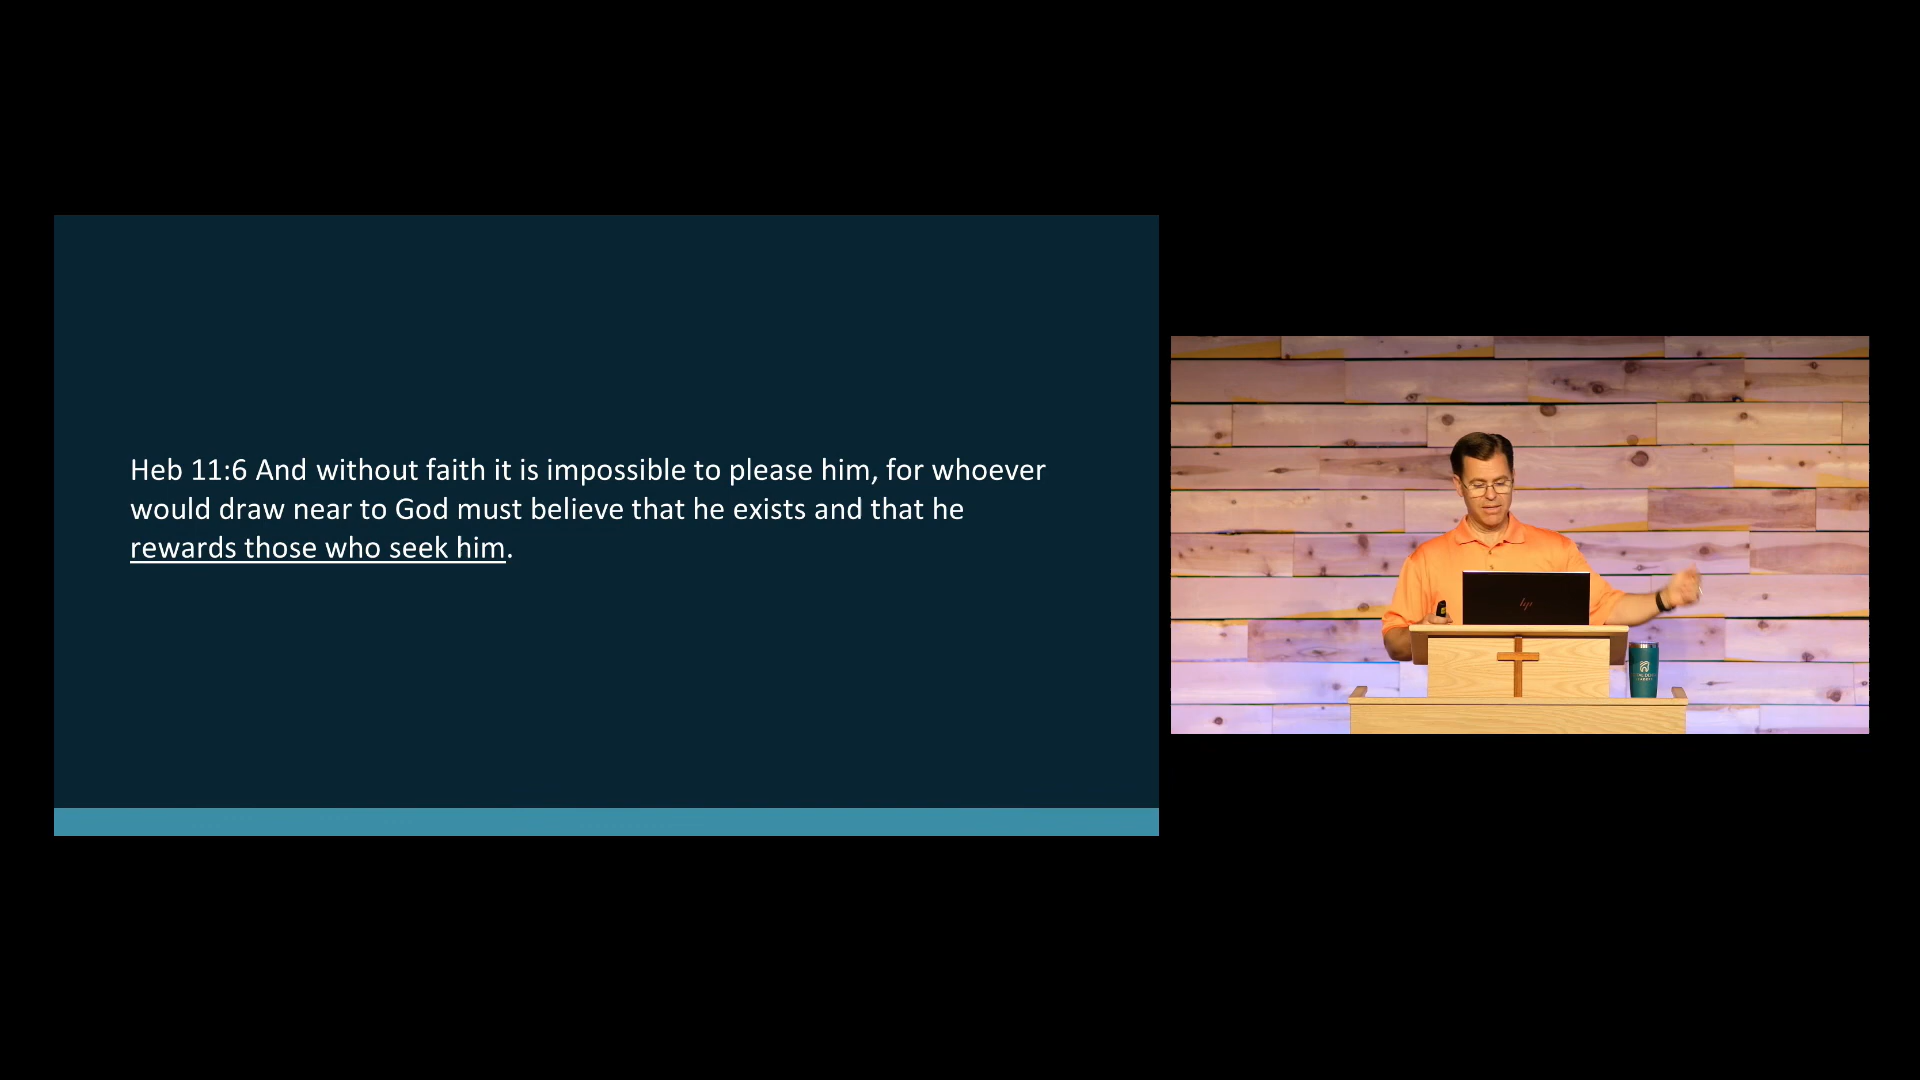 Heb 11:6 And without faith it is impossible to please him, for whoever
would draw near to God must believe that he exists and that he
rewards those who seek him.
hp